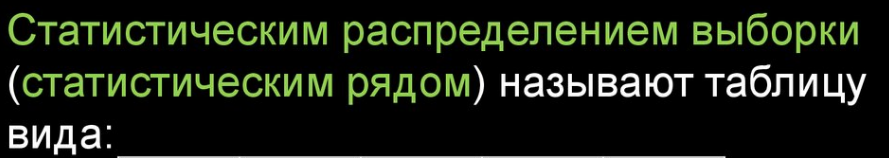 Статистическим распределением выборки
(статистическим рядом) называют таблицу
вида: